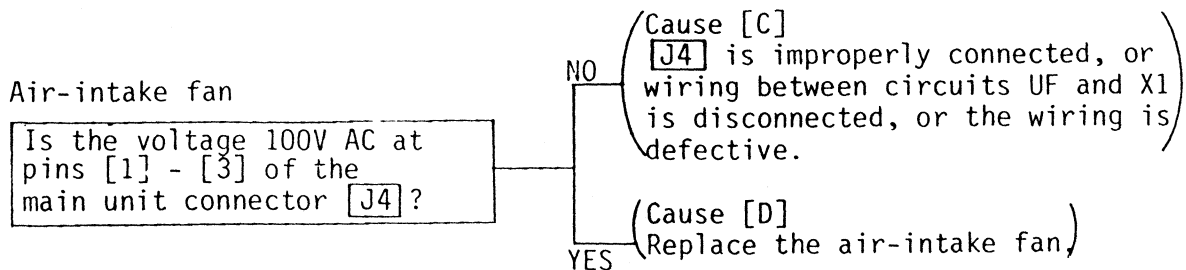 Air-intake fan
Is the voltage 100V AC at
pins [1] - [3] of the
main unit connector J4 ?
NO
Cause [C]
J4 is improperly connected, or
wiring between circuits UF and X1
is disconnected, or the wiring is
defective.
YES
Cause [D]
Replace the air-intake fan.